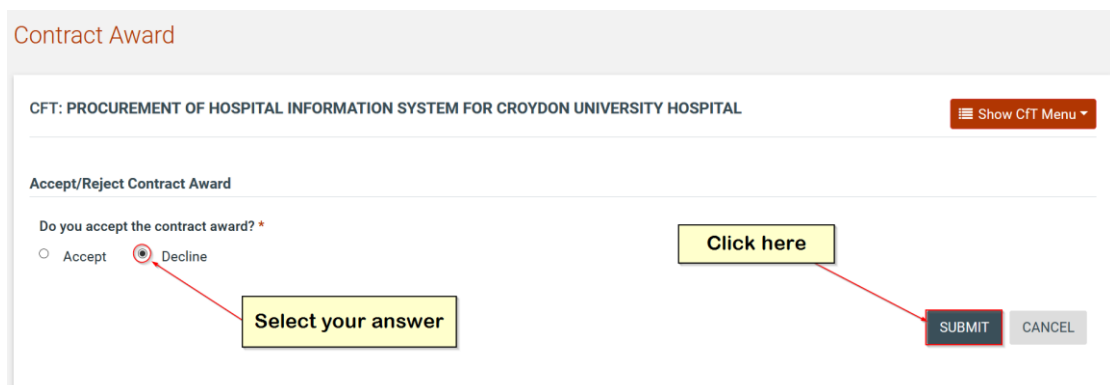 Contract Award
CFT: PROCUREMENT OF HOSPITAL INFORMATION SYSTEM FOR CROYDON UNIVERSITY HOSPITAL
Show CfT Menu
Accept/Reject Contract Award
Do you accept the contract award? *
Accept Decline
Click here
Select your answer
SUBMIT CANCEL